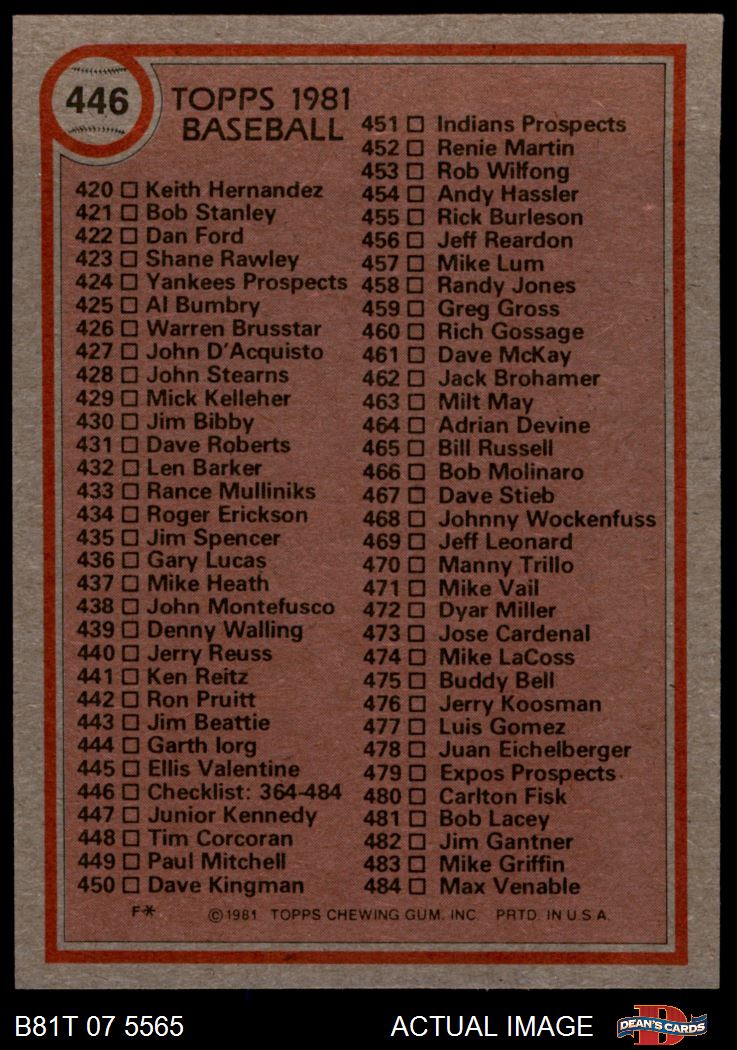 446
TOPPS 1981
BASEBALL
420 ☐ Keith Hernandez
421 ☐ Bob Stanley
422 ☐ Dan Ford
423 ☐ Shane Rawley
424 ☐ Yankees Prospects
425 ☐ Al Bumbry
426 ☐ Warren Brusstar
427 ☐ John D'Acquisto
428 ☐ John Stearns
429 ☐ Mick Kelleher
430 ☐ Jim Bibby
431 ☐ Dave Roberts
432 ☐ Len Barker
433 ☐ Rance Mulliniks
434 ☐ Roger Erickson
435 ☐ Jim Spencer
436 ☐ Gary Lucas
437 ☐ Mike Heath
438 ☐ John Montefusco
439 ☐ Denny Walling
440 ☐ Jerry Reuss
441 ☐ Ken Reitz
442 ☐ Ron Pruitt
443 ☐ Jim Beattie
444 ☐ Garth Iorg
445 ☐ Ellis Valentine
446 ☐ Checklist: 364-484
447 ☐ Junior Kennedy
448 ☐ Tim Corcoran
449 ☐ Paul Mitchell
450 ☐ Dave Kingman
451 ☐ Indians Prospects
452 ☐ Renie Martin
453 ☐ Rob Wilfong
454 ☐ Andy Hassler
455 ☐ Rick Burleson
456 ☐ Jeff Reardon
457 ☐ Mike Lum
458 ☐ Randy Jones
459 ☐ Greg Gross
460 ☐ Rich Gossage
461 ☐ Dave McKay
462 ☐ Jack Brohamer
463 ☐ Milt May
464 ☐ Adrian Devine
465 ☐ Bill Russell
466 ☐ Bob Molinaro
467 ☐ Dave Stieb
468 ☐ Johnny Wockenfuss
469 ☐ Jeff Leonard
470 ☐ Manny Trillo
471 ☐ Mike Vail
472 ☐ Dyar Miller
473 ☐ Jose Cardenal
474 ☐ Mike LaCoss
475 ☐ Buddy Bell
476 ☐ Jerry Koosman
477 ☐ Luis Gomez
478 ☐ Juan Eichelberger
479 ☐ Expos Prospects
480 ☐ Carlton Fisk
481 ☐ Bob Lacey
482 ☐ Jim Gantner
483 ☐ Mike Griffin
484 ☐ Max Venable
F* ©1981 TOPPS CHEWING GUM, INC. PRTD. IN U.S.A.
B81T 07 5565 ACTUAL IMAGE
D
DEAN'S CARDS